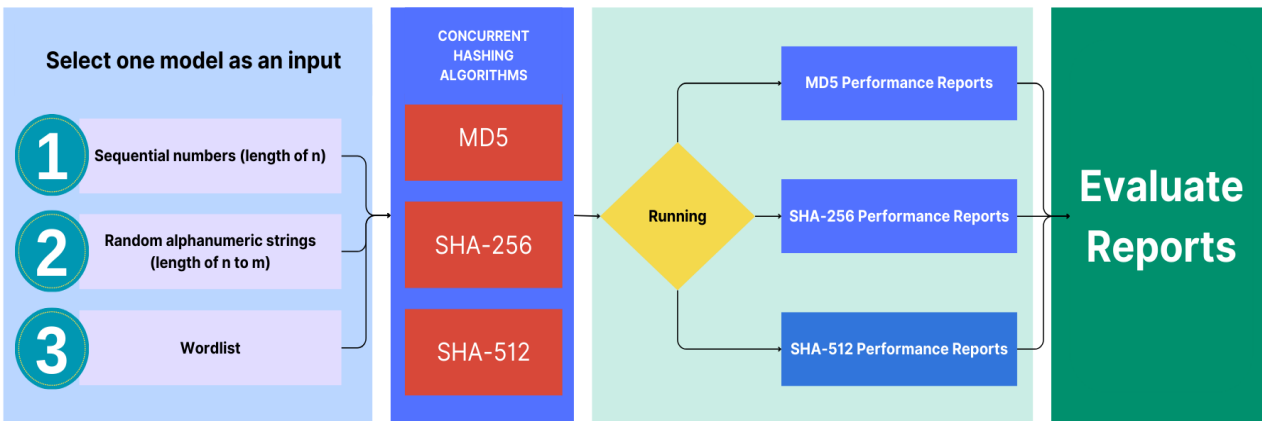 Select one model as an input
1
Sequential numbers (length of n)
2
Random alphanumeric strings
(length of n to m)
3
Wordlist
CONCURRENT
HASHING
ALGORITHMS
MD5
SHA-256
SHA-512
Running
MD5 Performance Reports
SHA-256 Performance Reports
SHA-512 Performance Reports
Evaluate
Reports